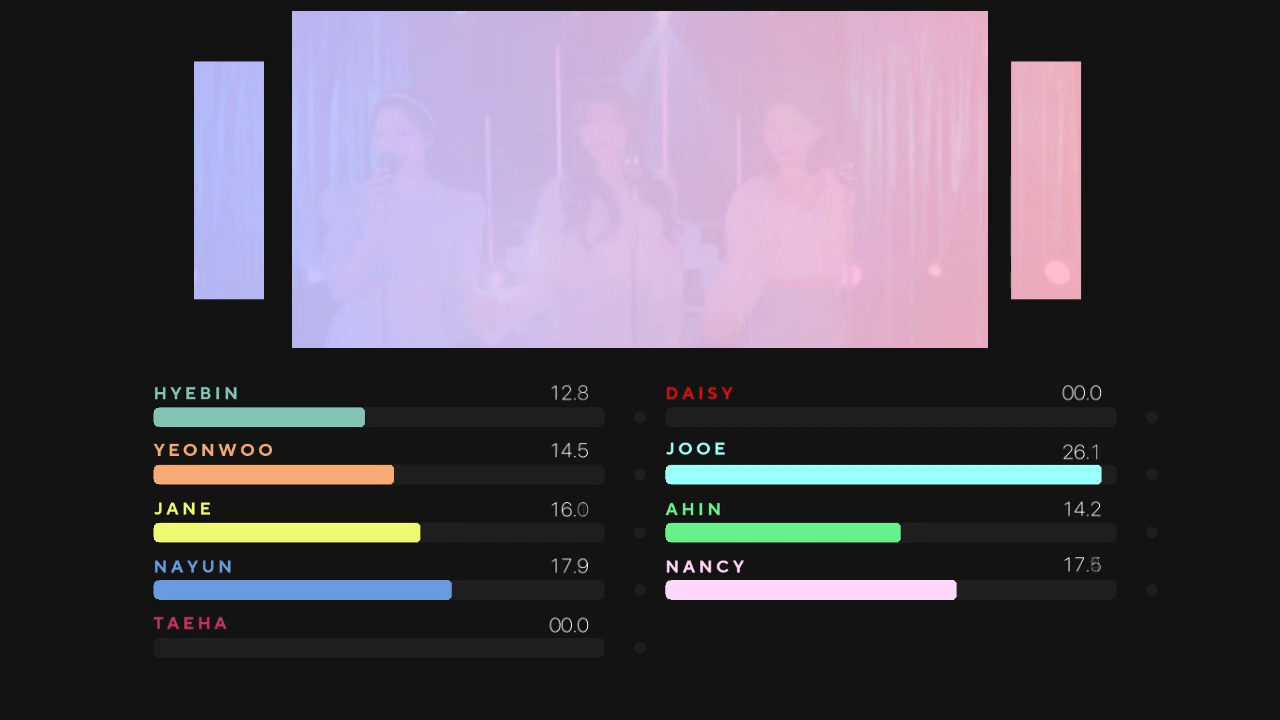 HYEBIN 12.8
DAISY 00.0
YEONWOO 14.5
JOOE 26.1
JANE 16.0
AHIN 14.2
NAYUN 17.9
NANCY 17.5
TAEHA 00.0